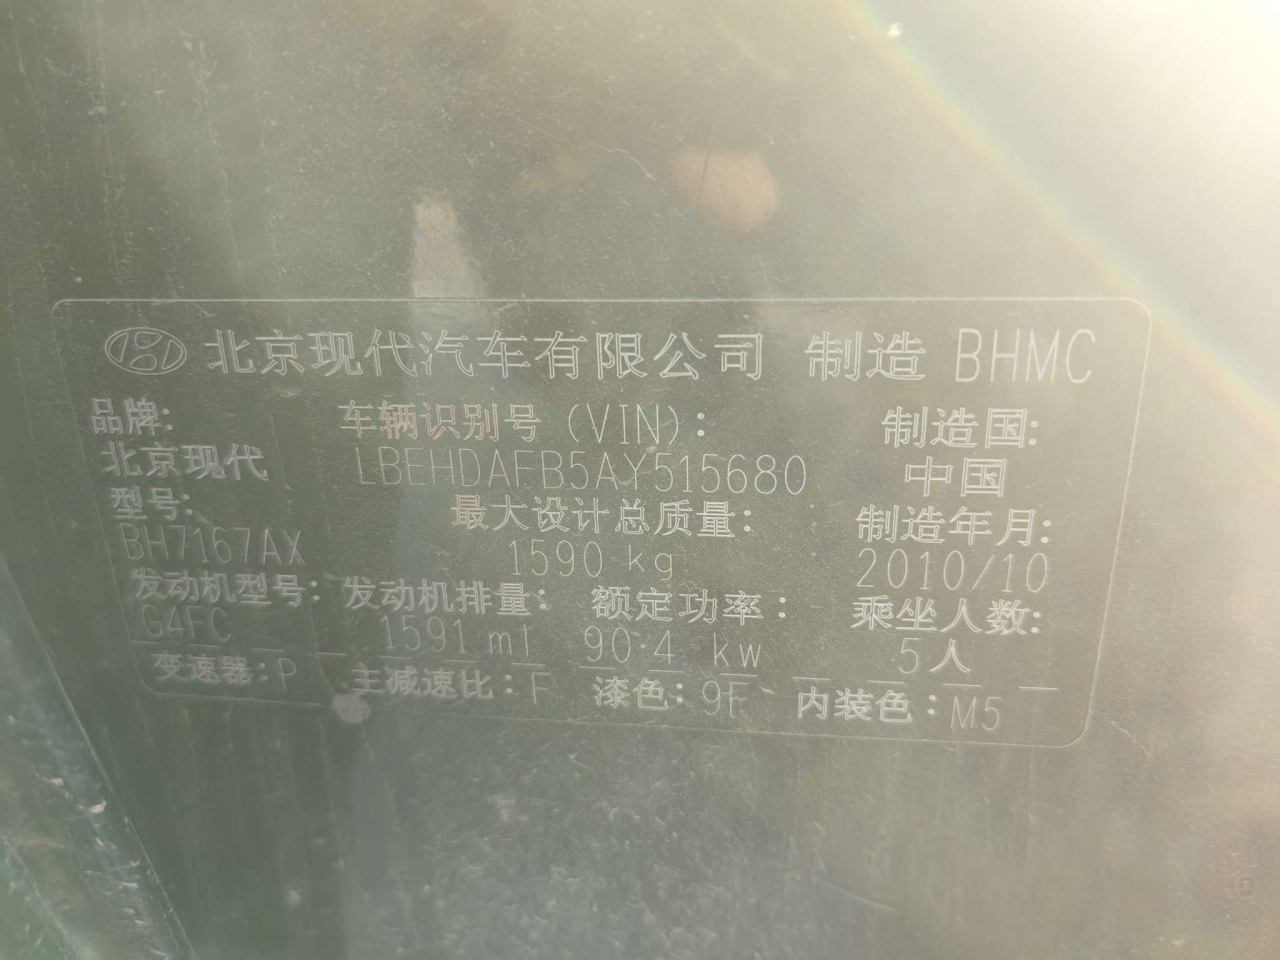 北京现代汽车有限公司 制造 BHMC
品牌: 车辆识别号 (VIN): 制造国:
北京现代 LBEHDAFB5AY515680 中国
型号: 最大设计总质量: 制造年月:
BH7167AX 1590 kg 2010/10
发动机型号: 发动机排量: 额定功率: 乘坐人数:
G4FC 1591 ml 90.4 kw 5人
变速器:P 主减速比:F 漆色:9F 内装色:M5